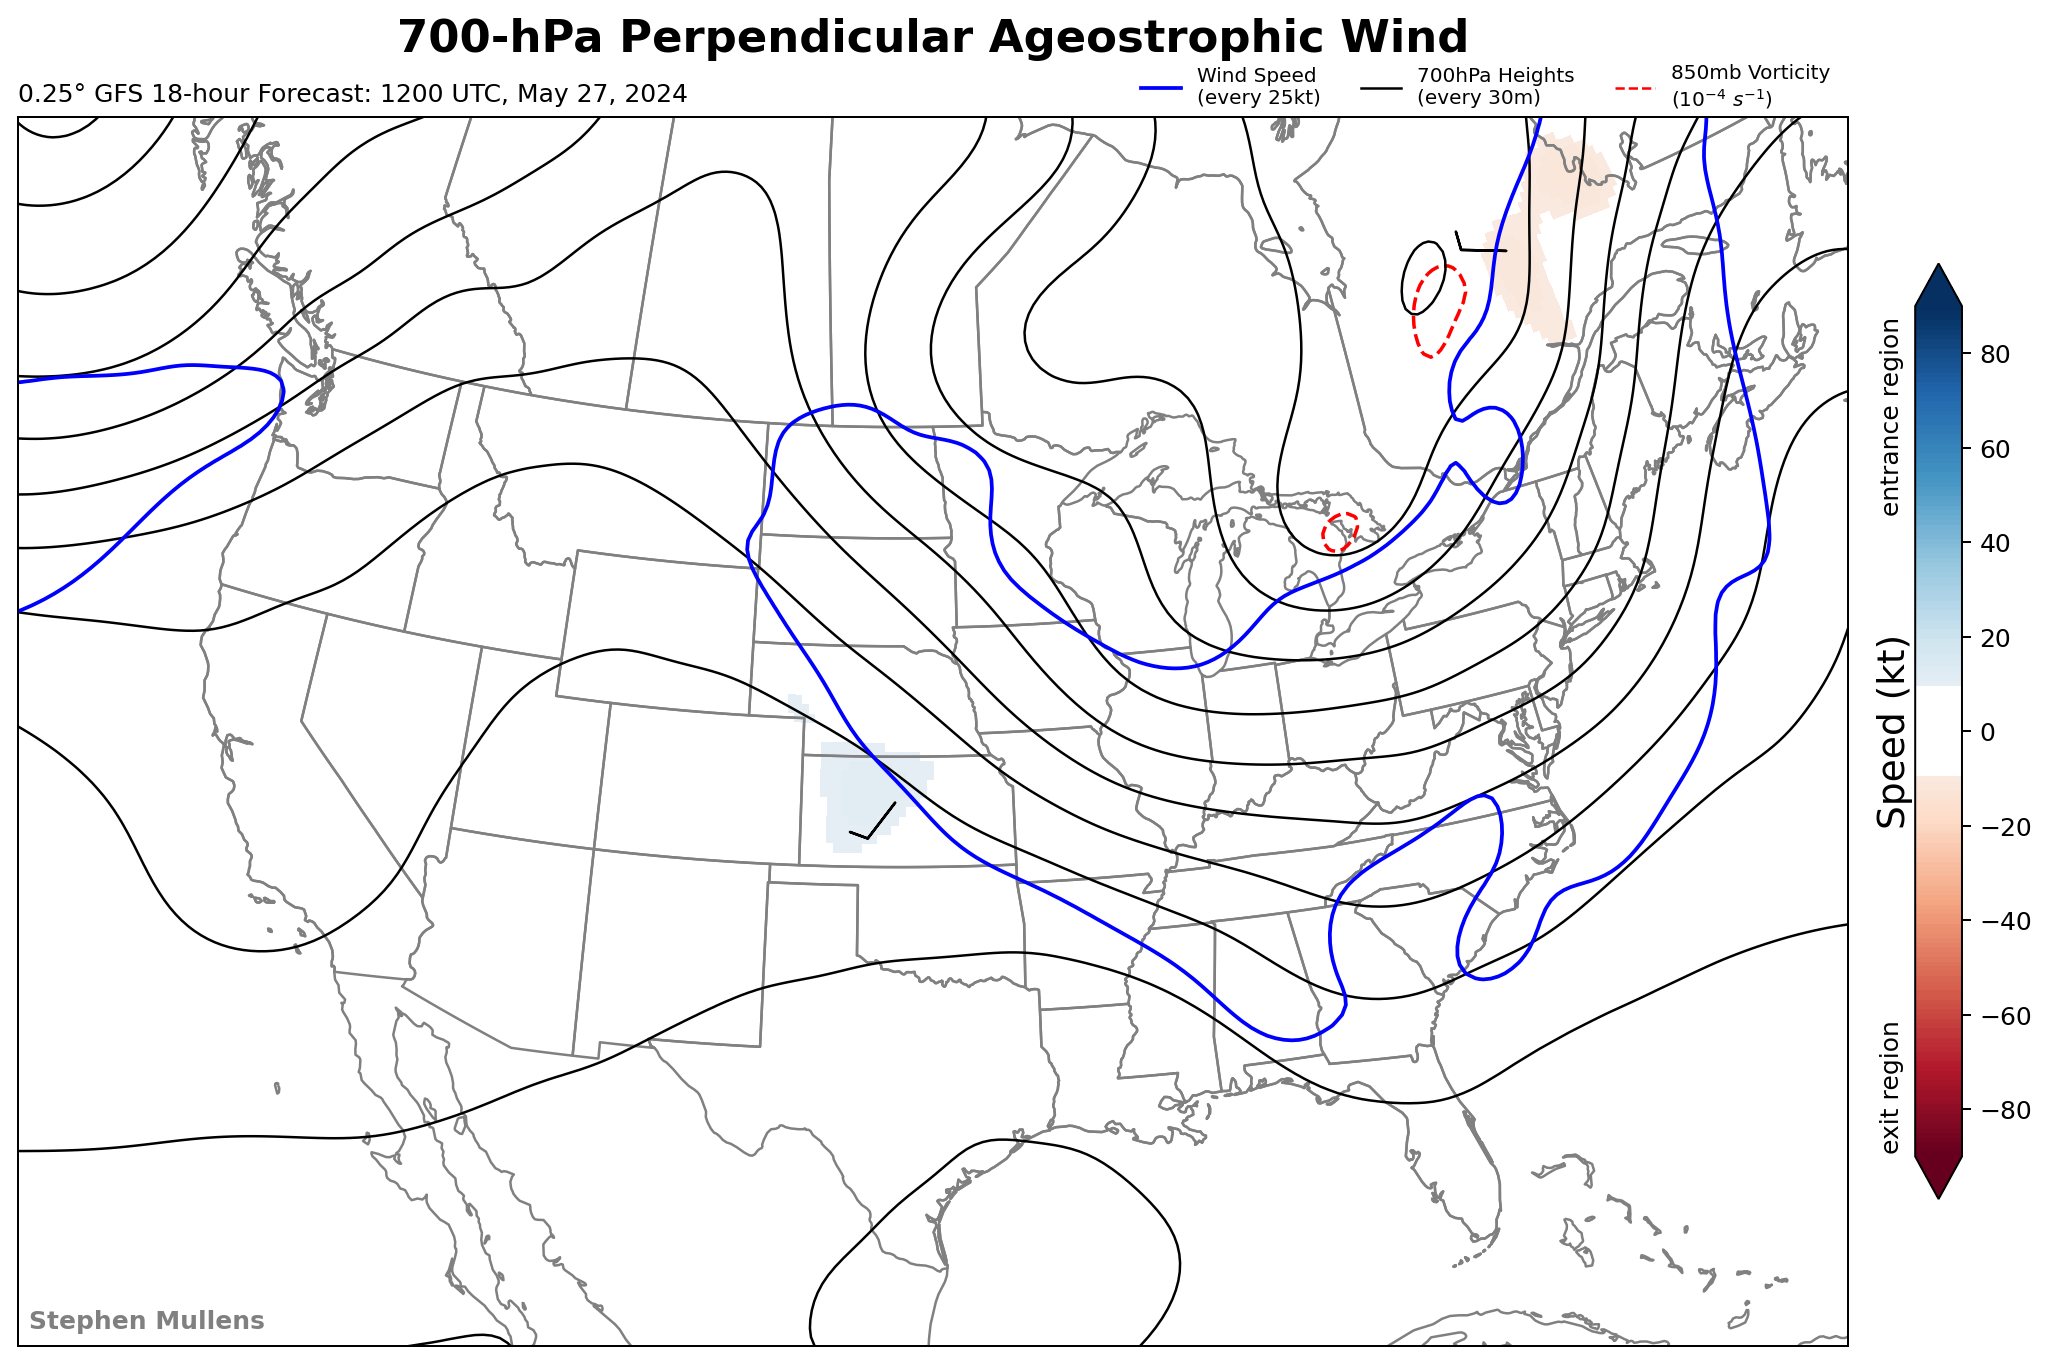 700-hPa Perpendicular Ageostrophic Wind
0.25° GFS 18-hour Forecast: 1200 UTC, May 27, 2024
Wind Speed
(every 25kt)
700hPa Heights
(every 30m)
850mb Vorticity
(10⁻⁴ s⁻¹)
entrance region
Speed (kt)
exit region
80
60
40
20
0
−20
−40
−60
−80
Stephen Mullens